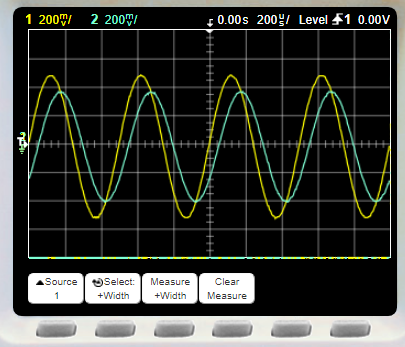 1 200mV/ 2 200mV/ 0.00s 200µs/ Level 1 0.00V
Source Select: Measure Clear
1 +Width +Width Measure